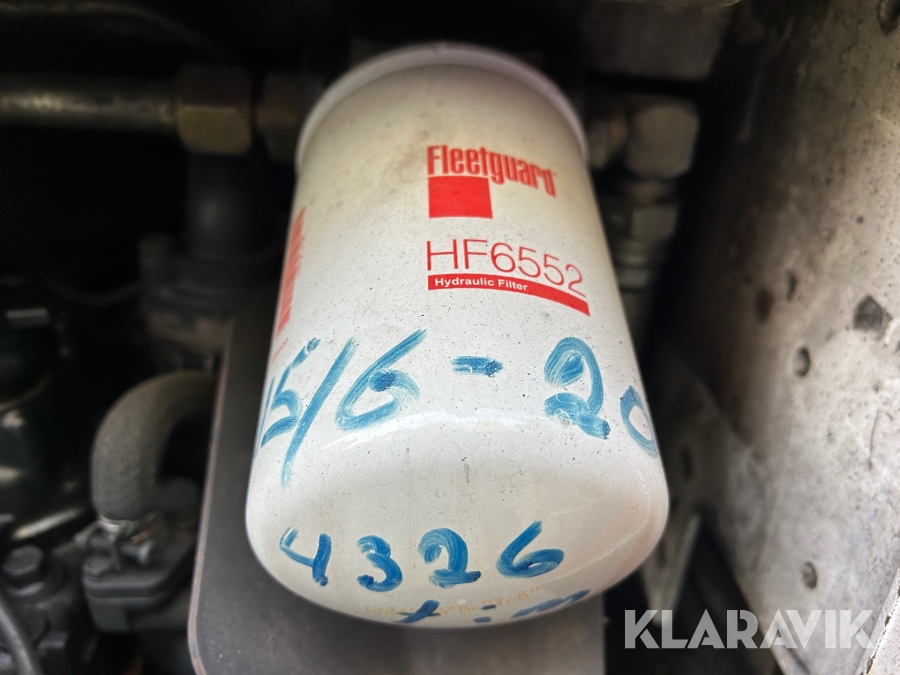 Fleetguard
HF6552
Hydraulic Filter
15/6-20
4326
KLARAVIK